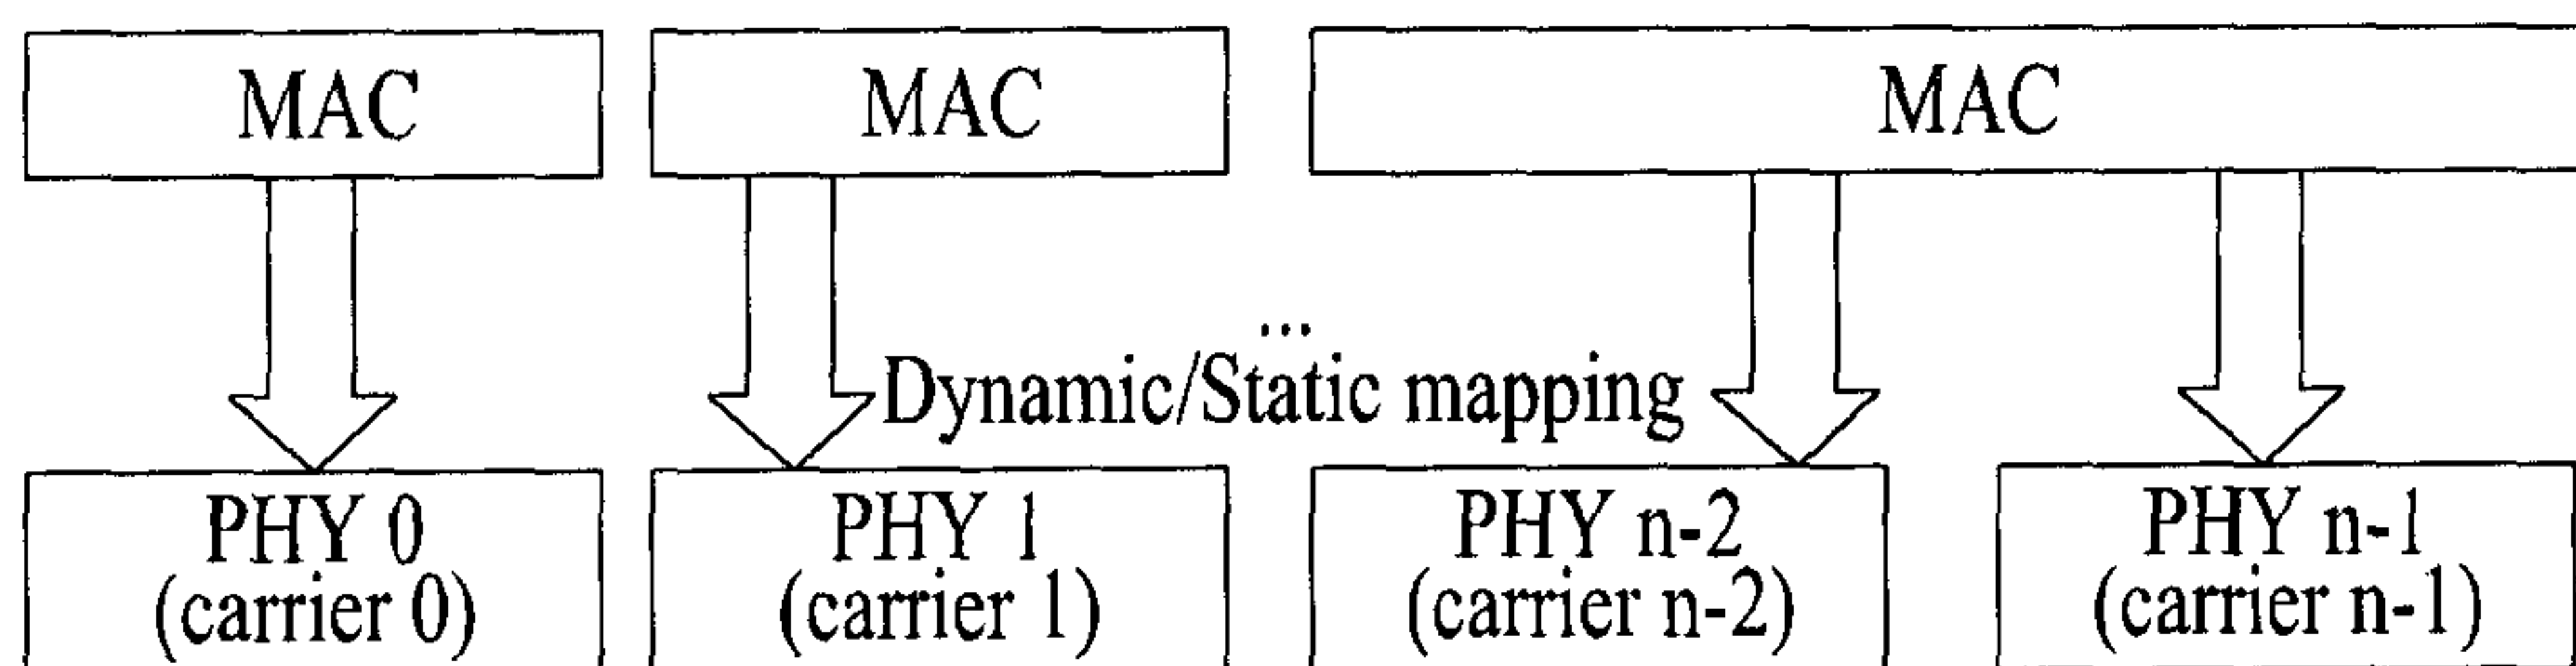 MAC
MAC
MAC
...
Dynamic/Static mapping
PHY 0
(carrier 0)
PHY 1
(carrier 1)
PHY n-2
(carrier n-2)
PHY n-1
(carrier n-1)